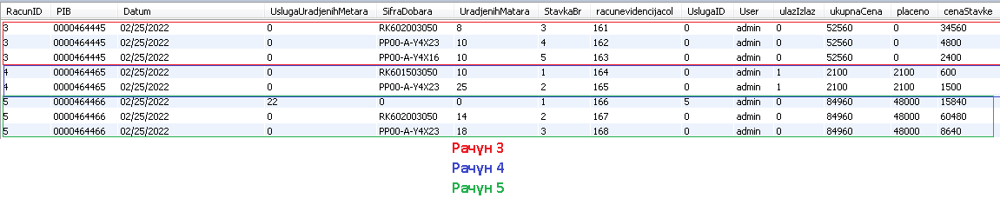 RacunID PIB Datum UslugaUradjenihMetara SifraDobara UradjenihMatara StavkaBr racunevidencijacol UslugaID User ulazIzlaz ukupnaCena placeno cenaStavke
3 0000464445 02/25/2022 0 RK602003050 8 3 161 0 admin 0 52560 0 34560
3 0000464445 02/25/2022 0 PP00-A-Y4X23 10 4 162 0 admin 0 52560 0 4800
3 0000464445 02/25/2022 0 PP00-A-Y4X16 10 5 163 0 admin 0 52560 0 2400
4 0000464465 02/25/2022 0 RK601503050 10 1 164 0 admin 1 2100 2100 600
4 0000464465 02/25/2022 0 PP00-A-Y4X23 25 2 165 0 admin 1 2100 2100 1500
5 0000464466 02/25/2022 22 0 0 1 166 5 admin 0 84960 48000 15840
5 0000464466 02/25/2022 0 RK602003050 14 2 167 0 admin 0 84960 48000 60480
5 0000464466 02/25/2022 0 PP00-A-Y4X23 18 3 168 0 admin 0 84960 48000 8640
Рачун 3
Рачун 4
Рачун 5